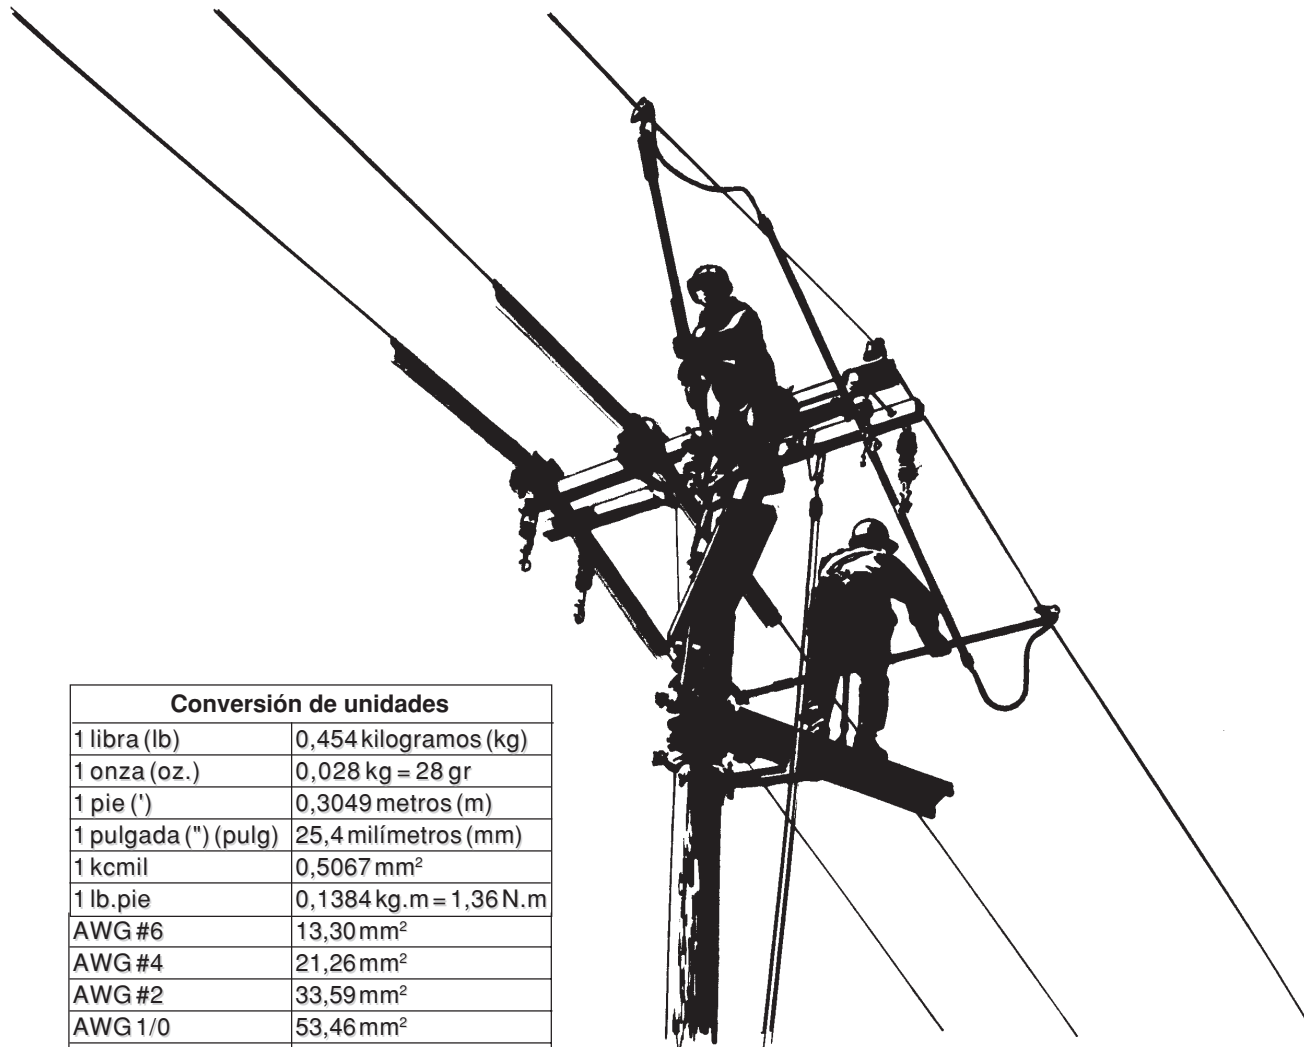 Conversión de unidades
1 libra (lb) 0,454 kilogramos (kg)
1 onza (oz.) 0,028 kg = 28 gr
1 pie (') 0,3049 metros (m)
1 pulgada (") (pulg) 25,4 milímetros (mm)
1 kcmil 0,5067 mm²
1 lb.pie 0,1384 kg.m = 1,36 N.m
AWG #6 13,30 mm²
AWG #4 21,26 mm²
AWG #2 33,59 mm²
AWG 1/0 53,46 mm²